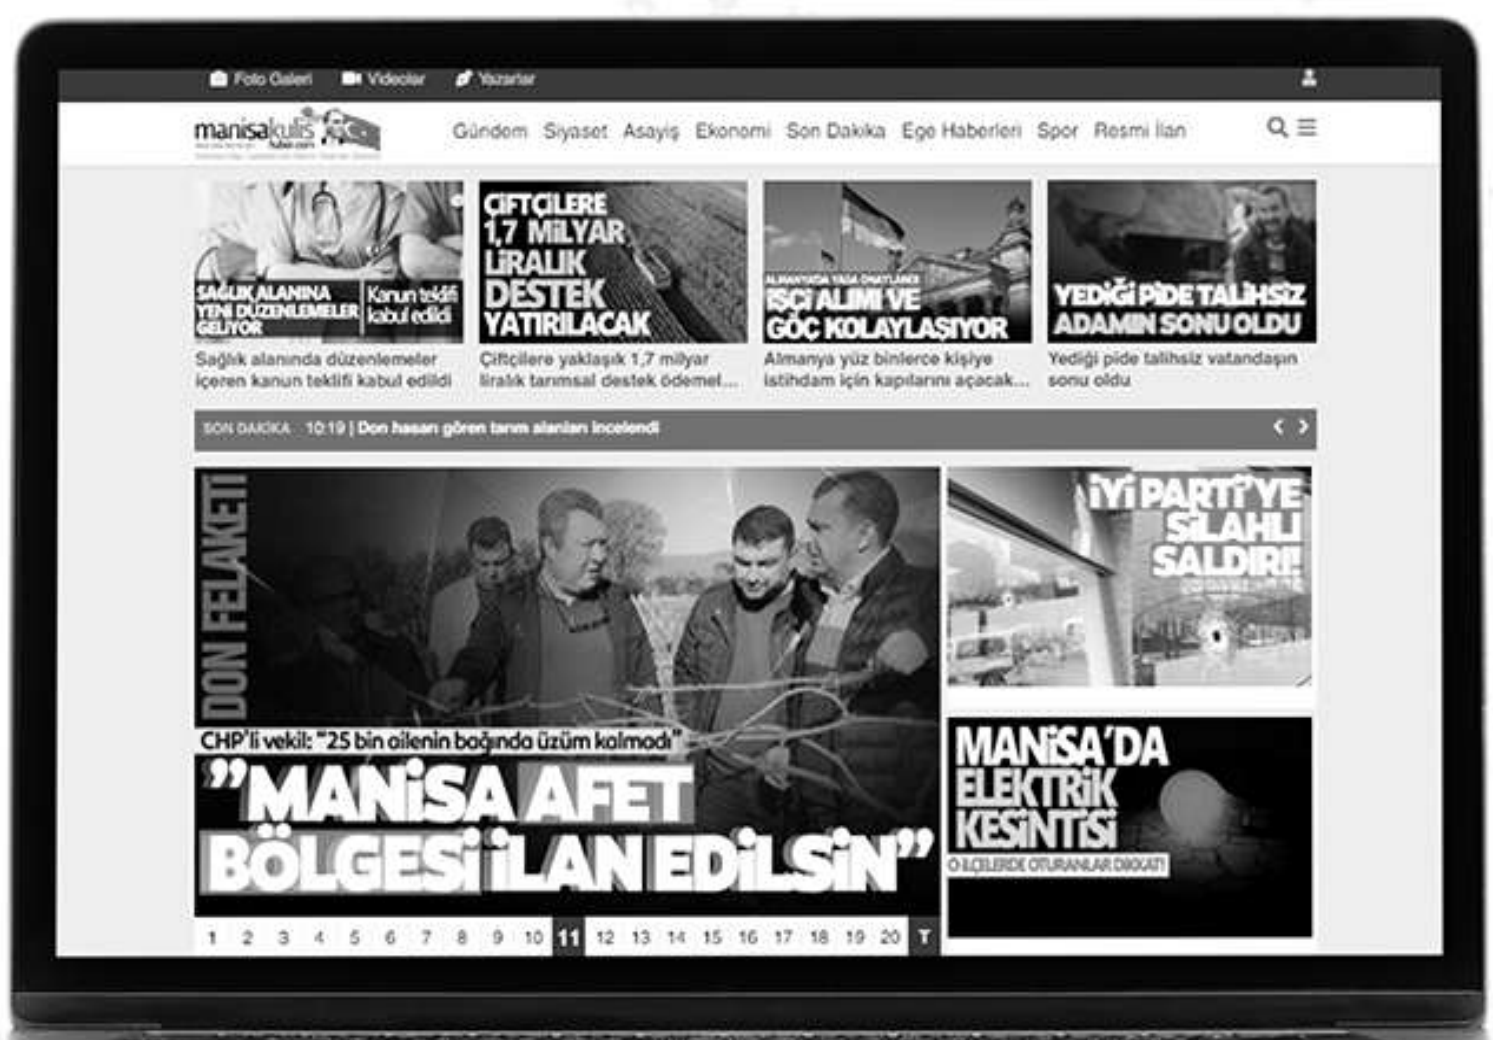 Foto Galeri Videolar Yazarlar
manisakulis
haber.com
Gündem Siyaset Asayiş Ekonomi Son Dakika Ege Haberleri Spor Resmi İlan
SAĞLIK ALANINA
YENİ DÜZENLEMELER
GELİYOR
Kanun teklifi
kabul edildi
Sağlık alanında düzenlemeler
içeren kanun teklifi kabul edildi
ÇİFTÇİLERE
1,7 MİLYAR
LİRALIK
DESTEK
YATIRILACAK
Çiftçilere yaklaşık 1,7 milyar
liralık tarımsal destek ödemel...
ALMANYA'DA YASA ONAYLANDI
İŞÇİ ALIMI VE
GÖÇ KOLAYLAŞIYOR
Almanya yüz binlerce kişiye
istihdam için kapılarını açacak...
YEDİĞİ PİDE TALİHSİZ
ADAMIN SONU OLDU
Yediği pide talihsiz vatandaşın
sonu oldu
SON DAKİKA 10:19 | Don hasarı gören tarım alanları incelendi
DON FELAKETİ
CHP'li vekil: "25 bin ailenin bağında üzüm kalmadı"
"MANİSA AFET
BÖLGESİ İLAN EDİLSİN"
1 2 3 4 5 6 7 8 9 10 11 12 13 14 15 16 17 18 19 20 T
İYİ PARTİ'YE
SİLAHLI
SALDIRI!
MANİSA'DA
ELEKTRİK
KESİNTİSİ
O İLÇELERDE OTURANLAR DİKKAT!